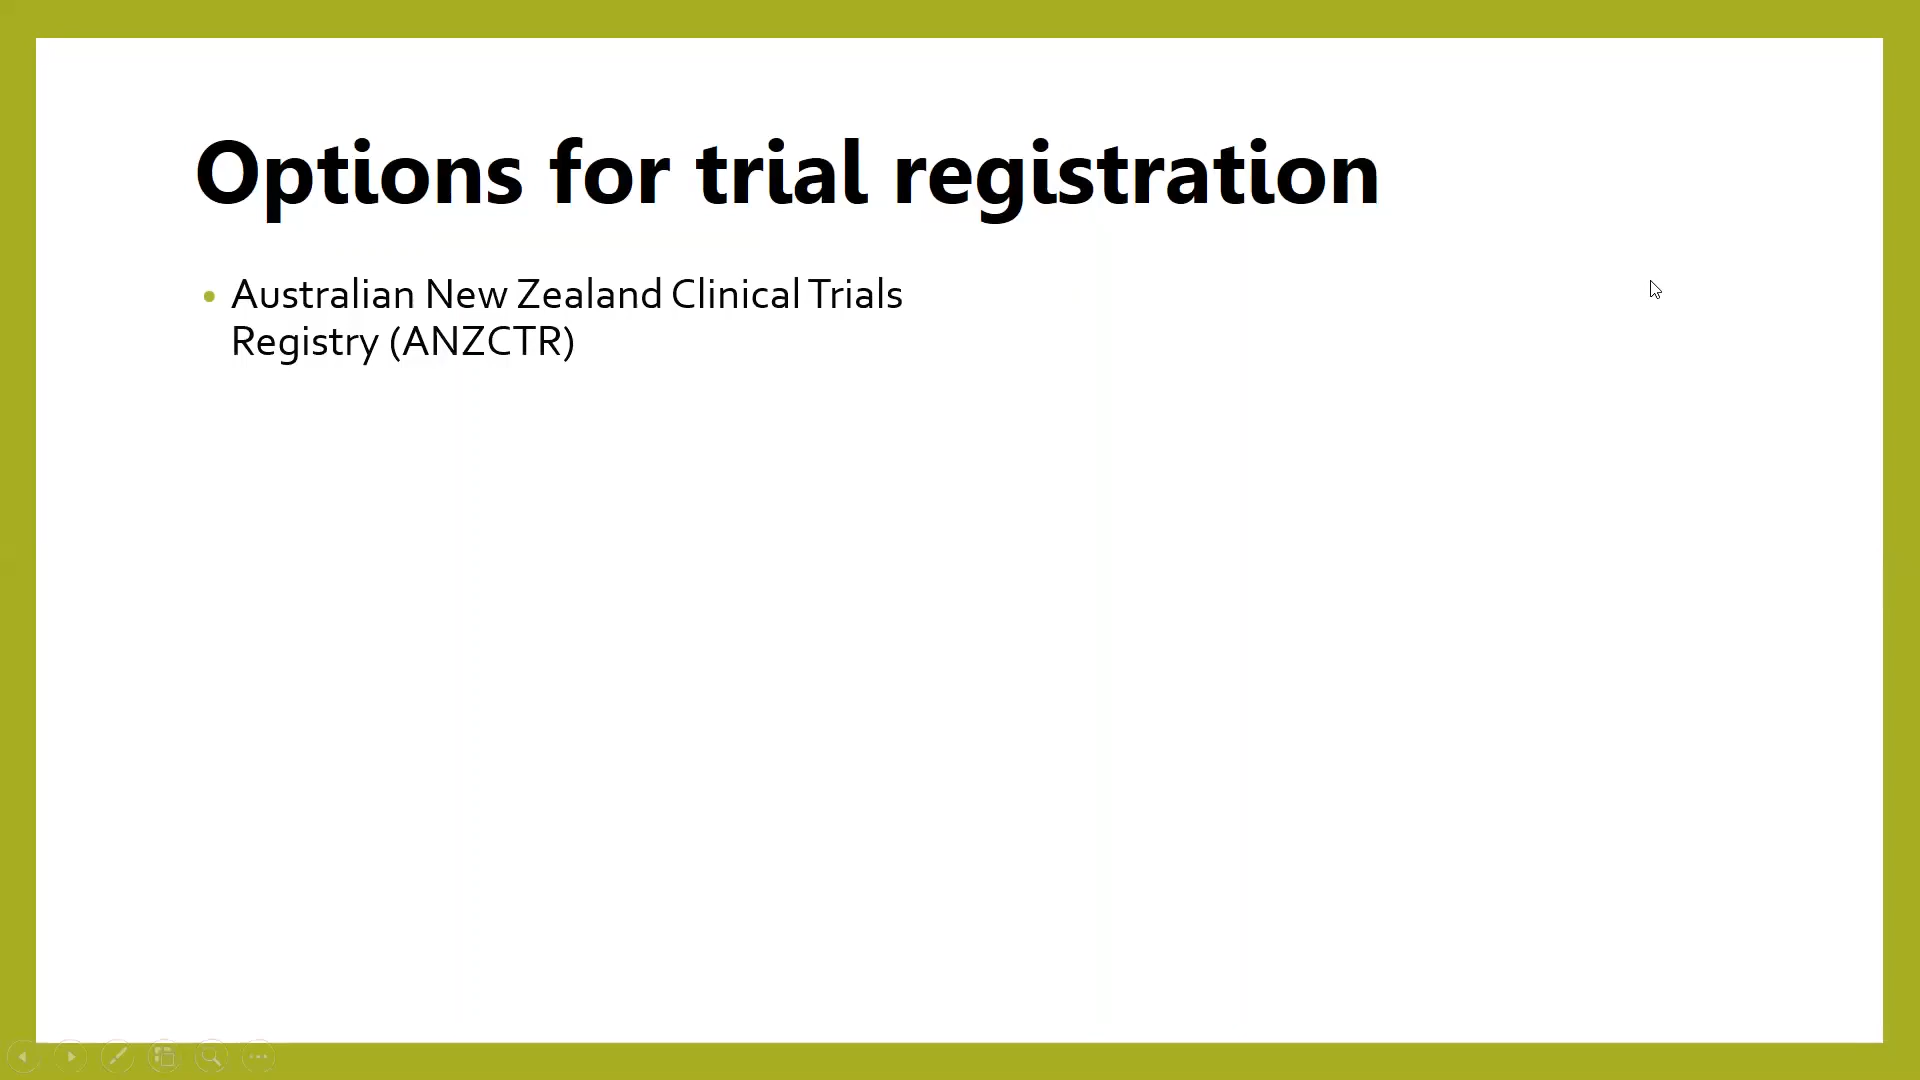 Options for trial registration
• Australian New Zealand Clinical Trials
Registry (ANZCTR)